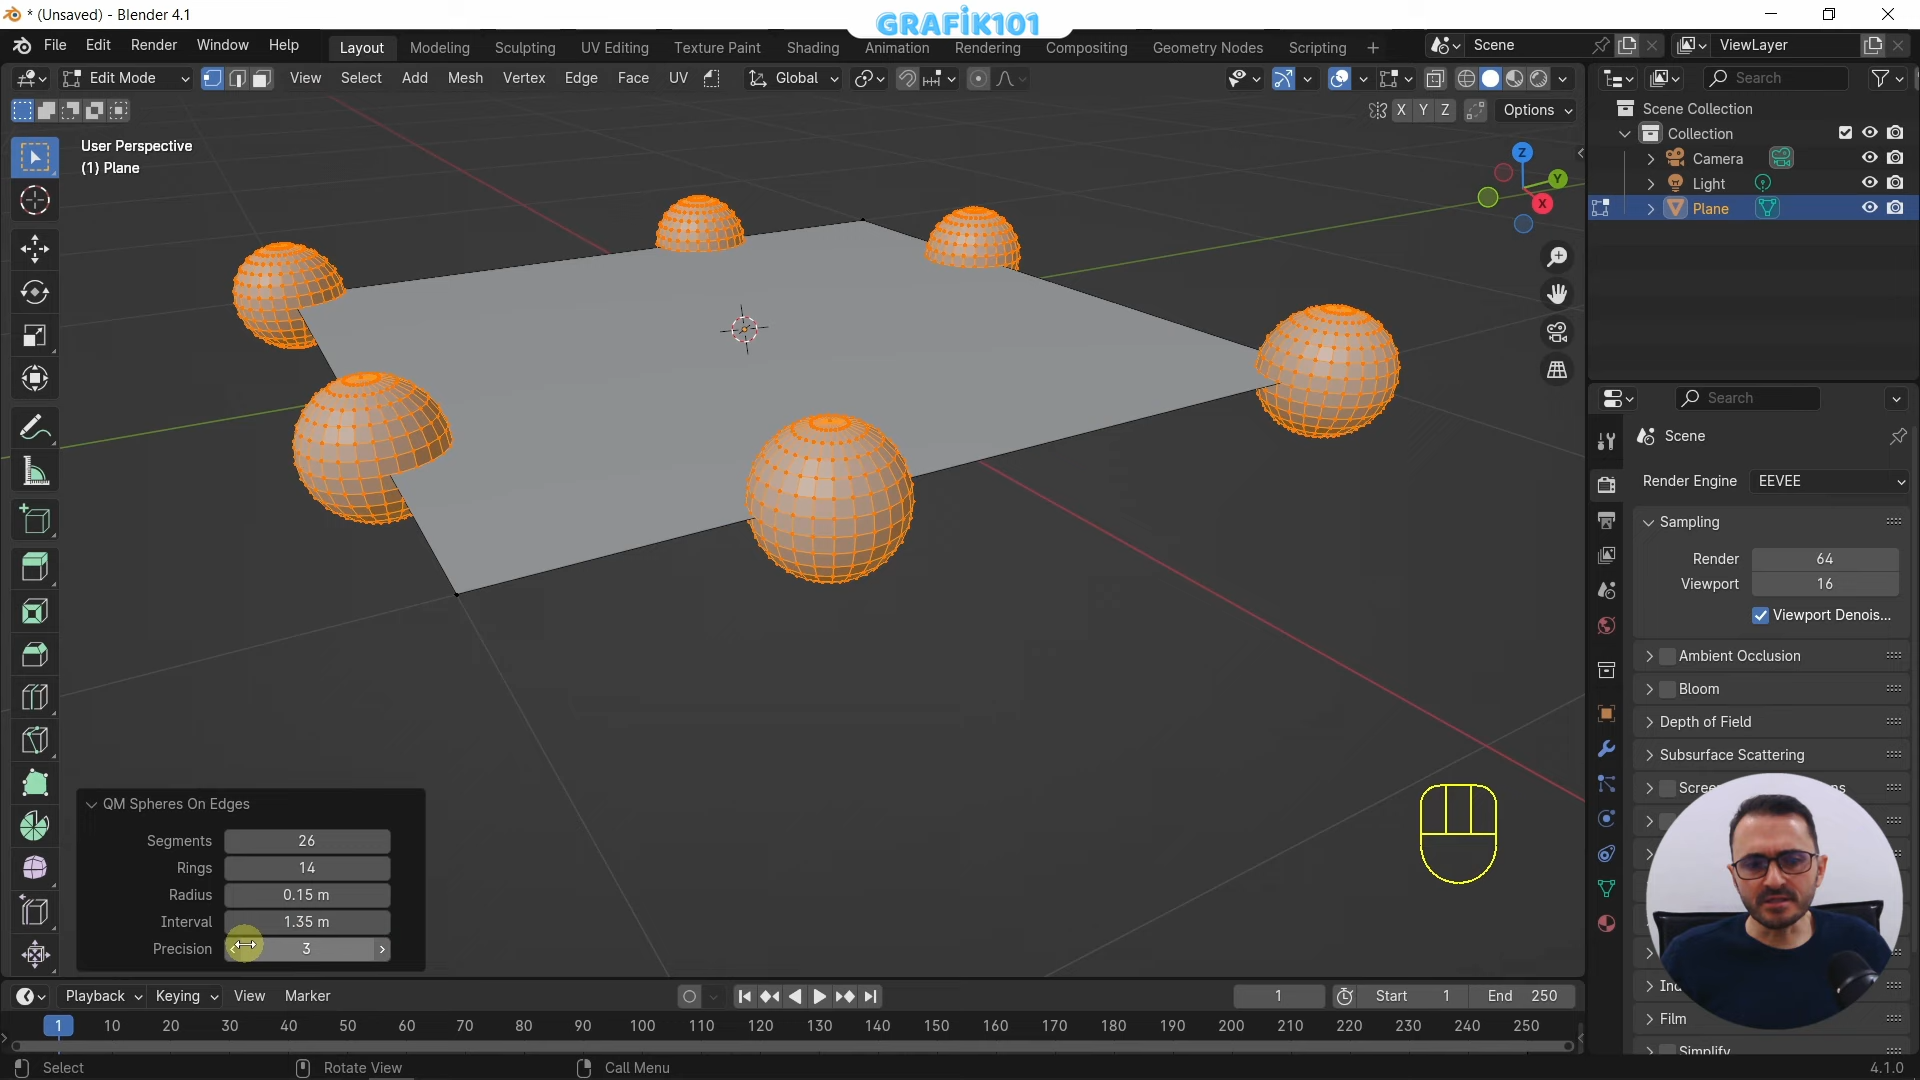 * (Unsaved) - Blender 4.1
GRAFİK101
File Edit Render Window Help
Layout Modeling Sculpting UV Editing Texture Paint Shading Animation Rendering Compositing Geometry Nodes Scripting +
Scene
ViewLayer
Edit Mode
View Select Add Mesh Vertex Edge Face UV
Global
Search
X Y Z
Options
User Perspective
(1) Plane
Z
Y
X
Scene Collection
Collection
Camera
Light
Plane
Search
Scene
Render Engine EEVEE
Sampling
Render 64
Viewport 16
Viewport Denois...
Ambient Occlusion
Bloom
Depth of Field
Subsurface Scattering
Film
QM Spheres On Edges
Segments 26
Rings 14
Radius 0.15 m
Interval 1.35 m
Precision 3
Playback Keying View Marker
1
Start 1
End 250
1 10 20 30 40 50 60 70 80 90 100 110 120 130 140 150 160 170 180 190 200 210 220 230 240 250
Select
Rotate View
Call Menu
4.1.0